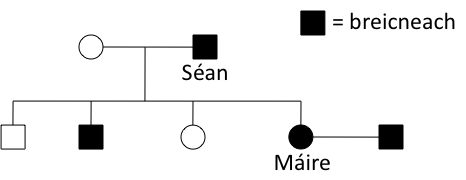 = breicneach
Séan
Máire